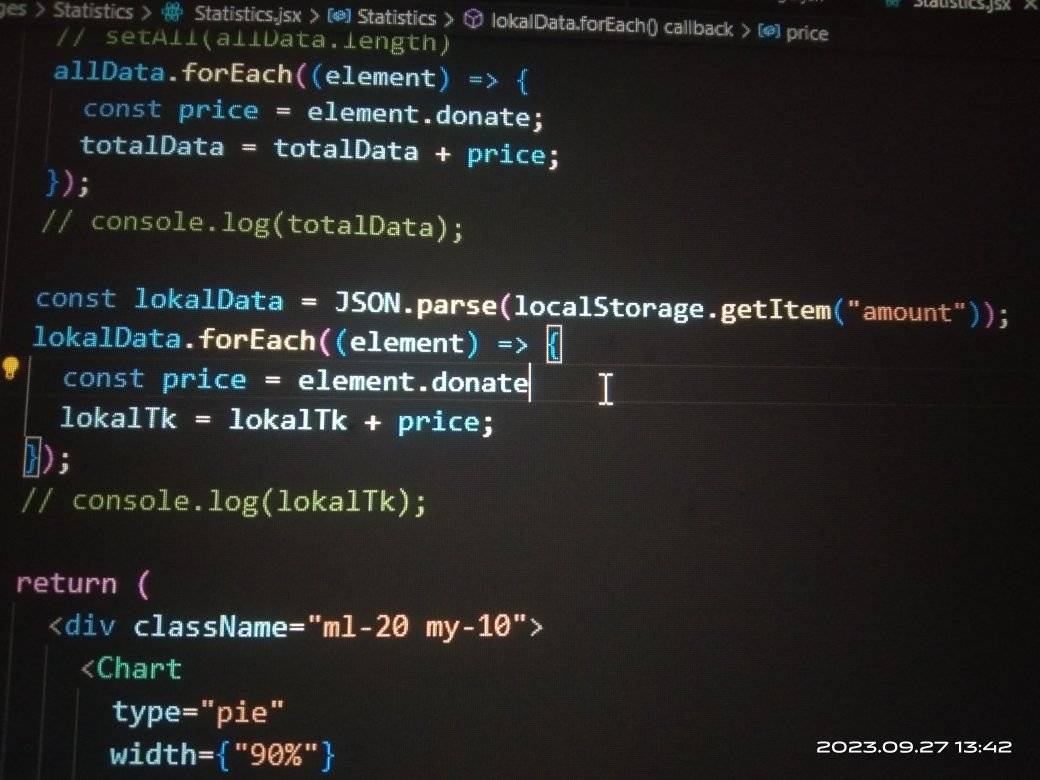 Statistics > Statistics.jsx > Statistics > lokalData.forEach() callback > price
Statistics.jsx
// setAll(allData.length)
allData.forEach((element) => {
const price = element.donate;
totalData = totalData + price;
});
// console.log(totalData);
const lokalData = JSON.parse(localStorage.getItem("amount"));
lokalData.forEach((element) => {
const price = element.donate
lokalTk = lokalTk + price;
});
// console.log(lokalTk);
return (
<div className="ml-20 my-10">
<Chart
type="pie"
width={"90%"}
2023.09.27 13:42